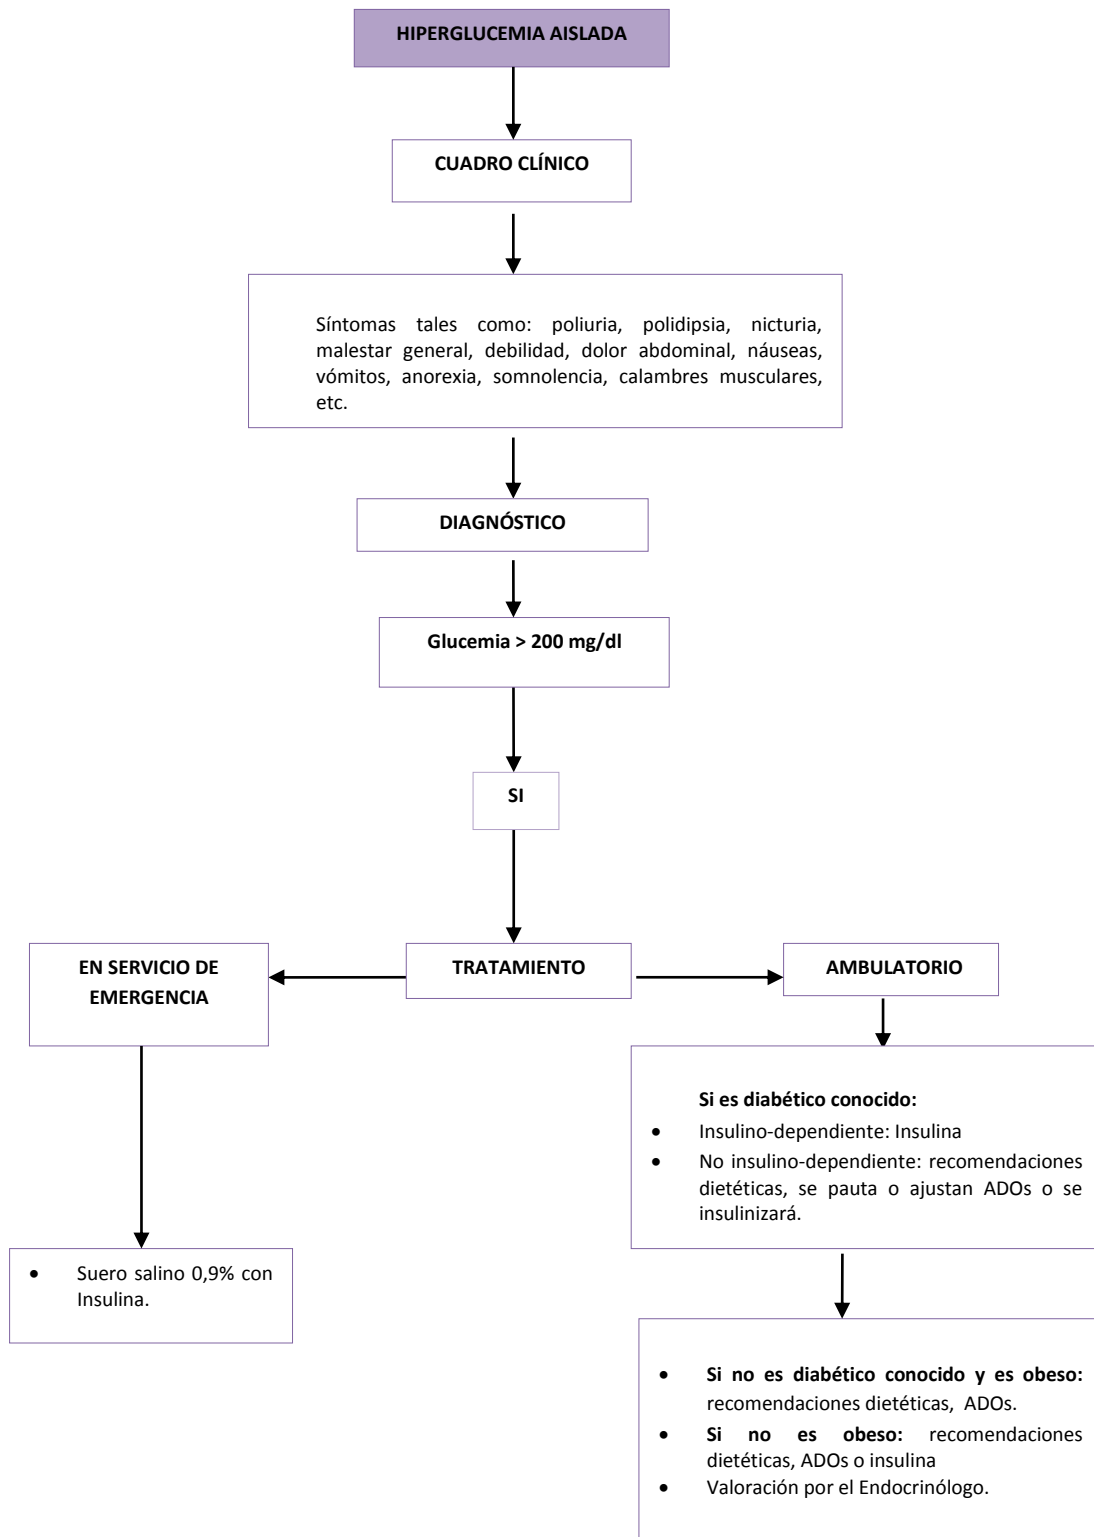 HIPERGLUCEMIA AISLADA
CUADRO CLÍNICO
Síntomas tales como: poliuria, polidipsia, nicturia,
malestar general, debilidad, dolor abdominal, náuseas,
vómitos, anorexia, somnolencia, calambres musculares,
etc.
DIAGNÓSTICO
Glucemia > 200 mg/dl
SI
TRATAMIENTO
EN SERVICIO DE
EMERGENCIA
• Suero salino 0,9% con
Insulina.
AMBULATORIO
Si es diabético conocido:
• Insulino-dependiente: Insulina
• No insulino-dependiente: recomendaciones
dietéticas, se pauta o ajustan ADOs o se
insulinizará.
• Si no es diabético conocido y es obeso:
recomendaciones dietéticas, ADOs.
• Si no es obeso: recomendaciones
dietéticas, ADOs o insulina
• Valoración por el Endocrinólogo.